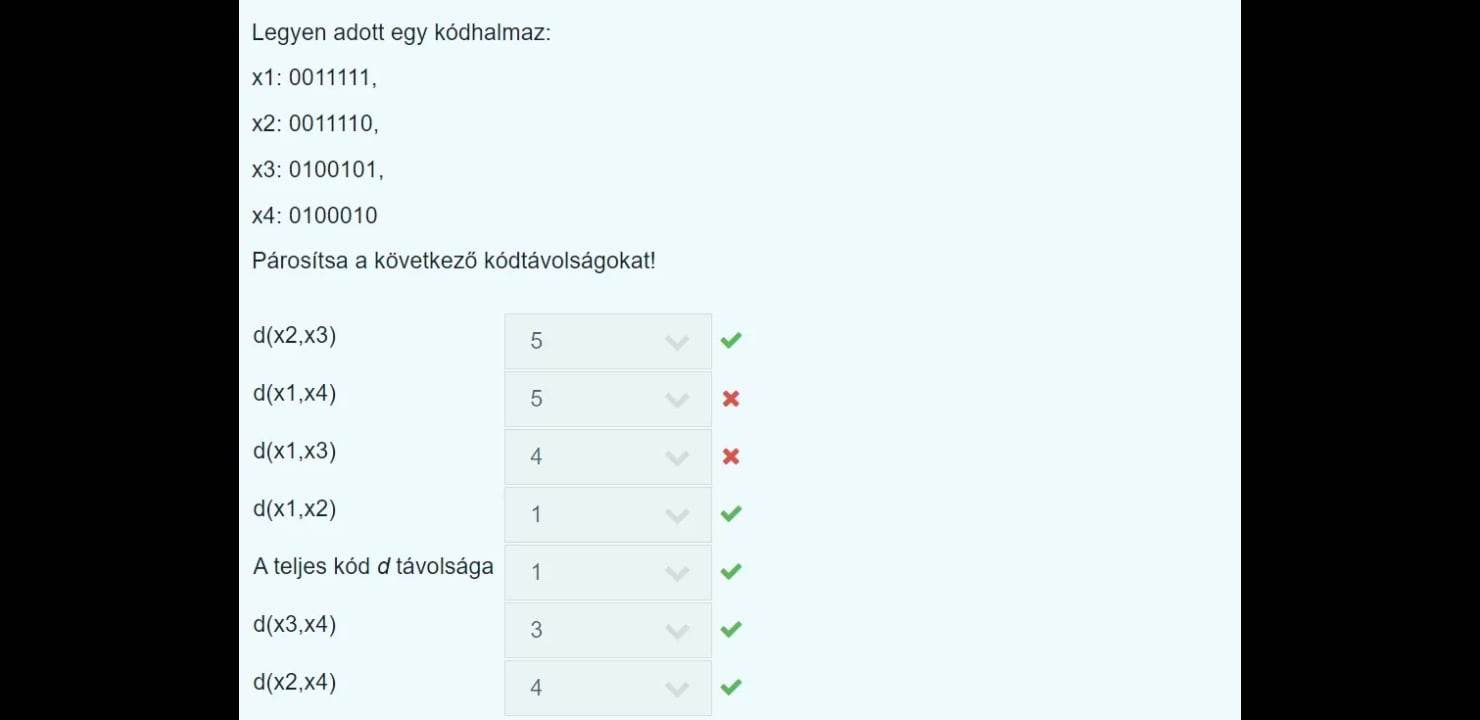 Legyen adott egy kódhalmaz:
x1: 0011111,
x2: 0011110,
x3: 0100101,
x4: 0100010
Párosítsa a következő kódtávolságokat!
d(x2,x3) 5
d(x1,x4) 5
d(x1,x3) 4
d(x1,x2) 1
A teljes kód d távolsága 1
d(x3,x4) 3
d(x2,x4) 4